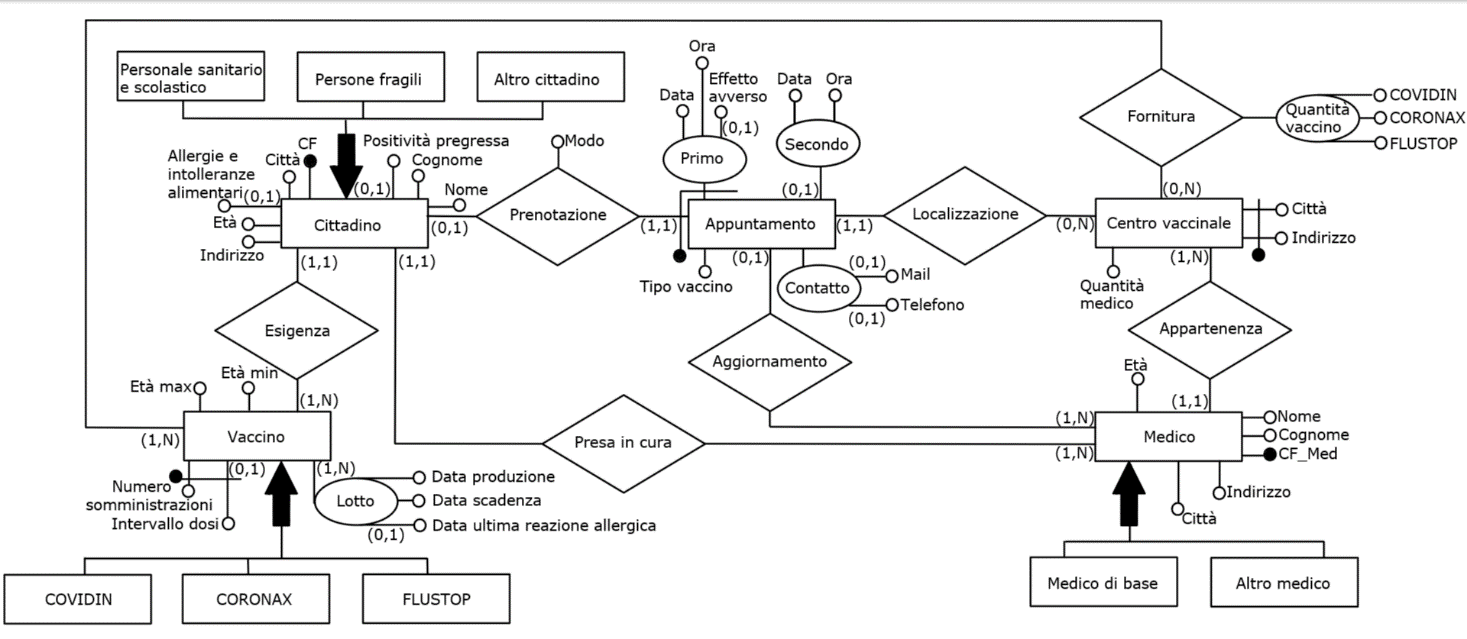 Personale sanitario
e scolastico
Persone fragili
Altro cittadino
Ora
Data
Effetto
avverso
(0,1)
Data
Ora
Primo
Secondo
Fornitura
Quantità
vaccino
COVIDIN
CORONAX
FLUSTOP
Allergie e
intolleranze
alimentari
(0,1)
Città
CF
Positività pregressa
(0,1)
Cognome
Nome
Modo
Età
Indirizzo
Cittadino
(0,1)
Prenotazione
(1,1)
Appuntamento
(0,1)
(1,1)
Localizzazione
(0,N)
(0,N)
Centro vaccinale
Città
Indirizzo
(1,1)
(1,1)
Tipo vaccino
(0,1)
Contatto
(0,1)
Mail
Telefono
(0,1)
Quantità
medico
(1,N)
Esigenza
Aggiornamento
Appartenenza
Età max
Età min
(1,N)
Età
(1,1)
(1,N)
Vaccino
Presa in cura
(1,N)
(1,N)
Medico
Nome
Cognome
CF_Med
Indirizzo
Città
Numero
somministrazioni
(0,1)
Intervallo dosi
(1,N)
Lotto
Data produzione
Data scadenza
Data ultima reazione allergica
(0,1)
COVIDIN
CORONAX
FLUSTOP
Medico di base
Altro medico